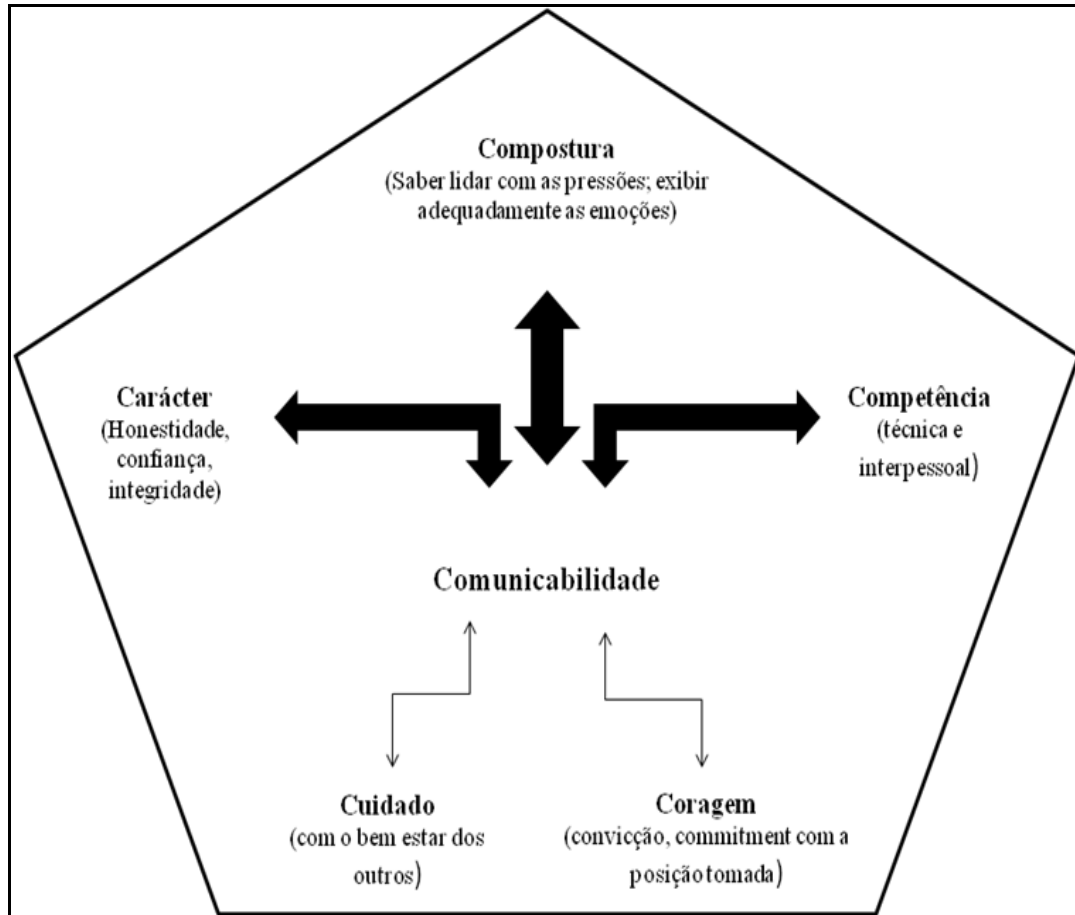 Compostura
(Saber lidar com as pressões; exibir
adequadamente as emoções)
Carácter
(Honestidade,
confiança,
integridade)
Competência
(técnica e
interpessoal)
Comunicabilidade
Cuidado
(com o bem estar dos
outros)
Coragem
(convicção, commitment com a
posição tomada)